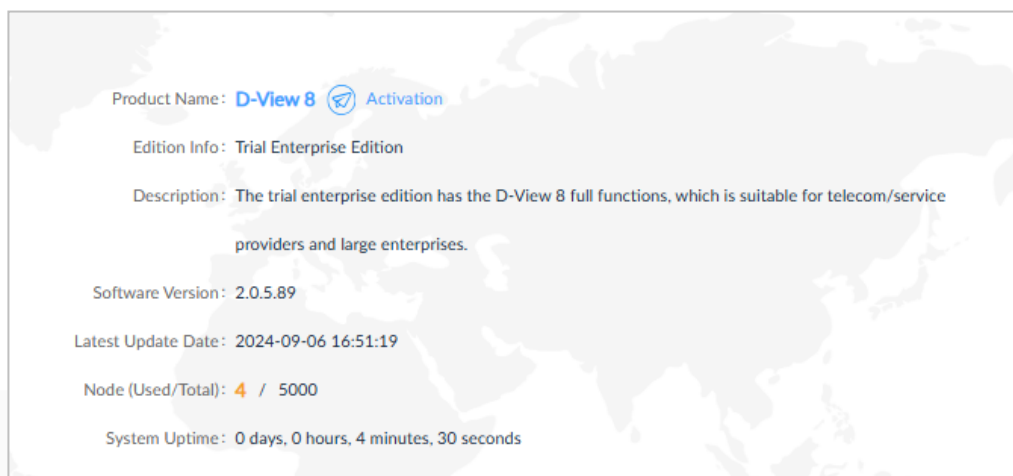 Product Name: D-View 8 Activation
Edition Info: Trial Enterprise Edition
Description: The trial enterprise edition has the D-View 8 full functions, which is suitable for telecom/service
providers and large enterprises.
Software Version: 2.0.5.89
Latest Update Date: 2024-09-06 16:51:19
Node (Used/Total): 4 / 5000
System Uptime: 0 days, 0 hours, 4 minutes, 30 seconds